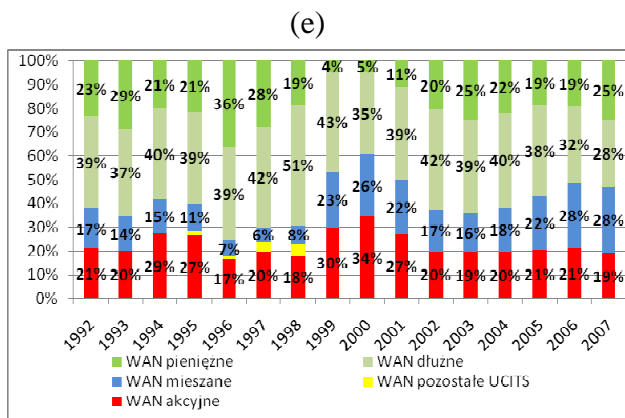 (e)
100%
90%
80%
70%
60%
50%
40%
30%
20%
10%
0%
23% 29% 21% 21% 36% 28% 19% 4% 5% 11% 20% 25% 22% 19% 19% 25%
39% 37% 40% 39% 39% 42% 51% 43% 35% 39% 42% 39% 40% 38% 32% 28%
17% 14% 15% 11% 7% 6% 8% 23% 26% 22% 17% 16% 18% 22% 28% 28%
21% 20% 29% 27% 17% 20% 18% 30% 34% 27% 20% 19% 20% 21% 21% 19%
1992 1993 1994 1995 1996 1997 1998 1999 2000 2001 2002 2003 2004 2005 2006 2007
WAN pieniężne WAN dłużne
WAN mieszane WAN pozostałe UCITS
WAN akcyjne